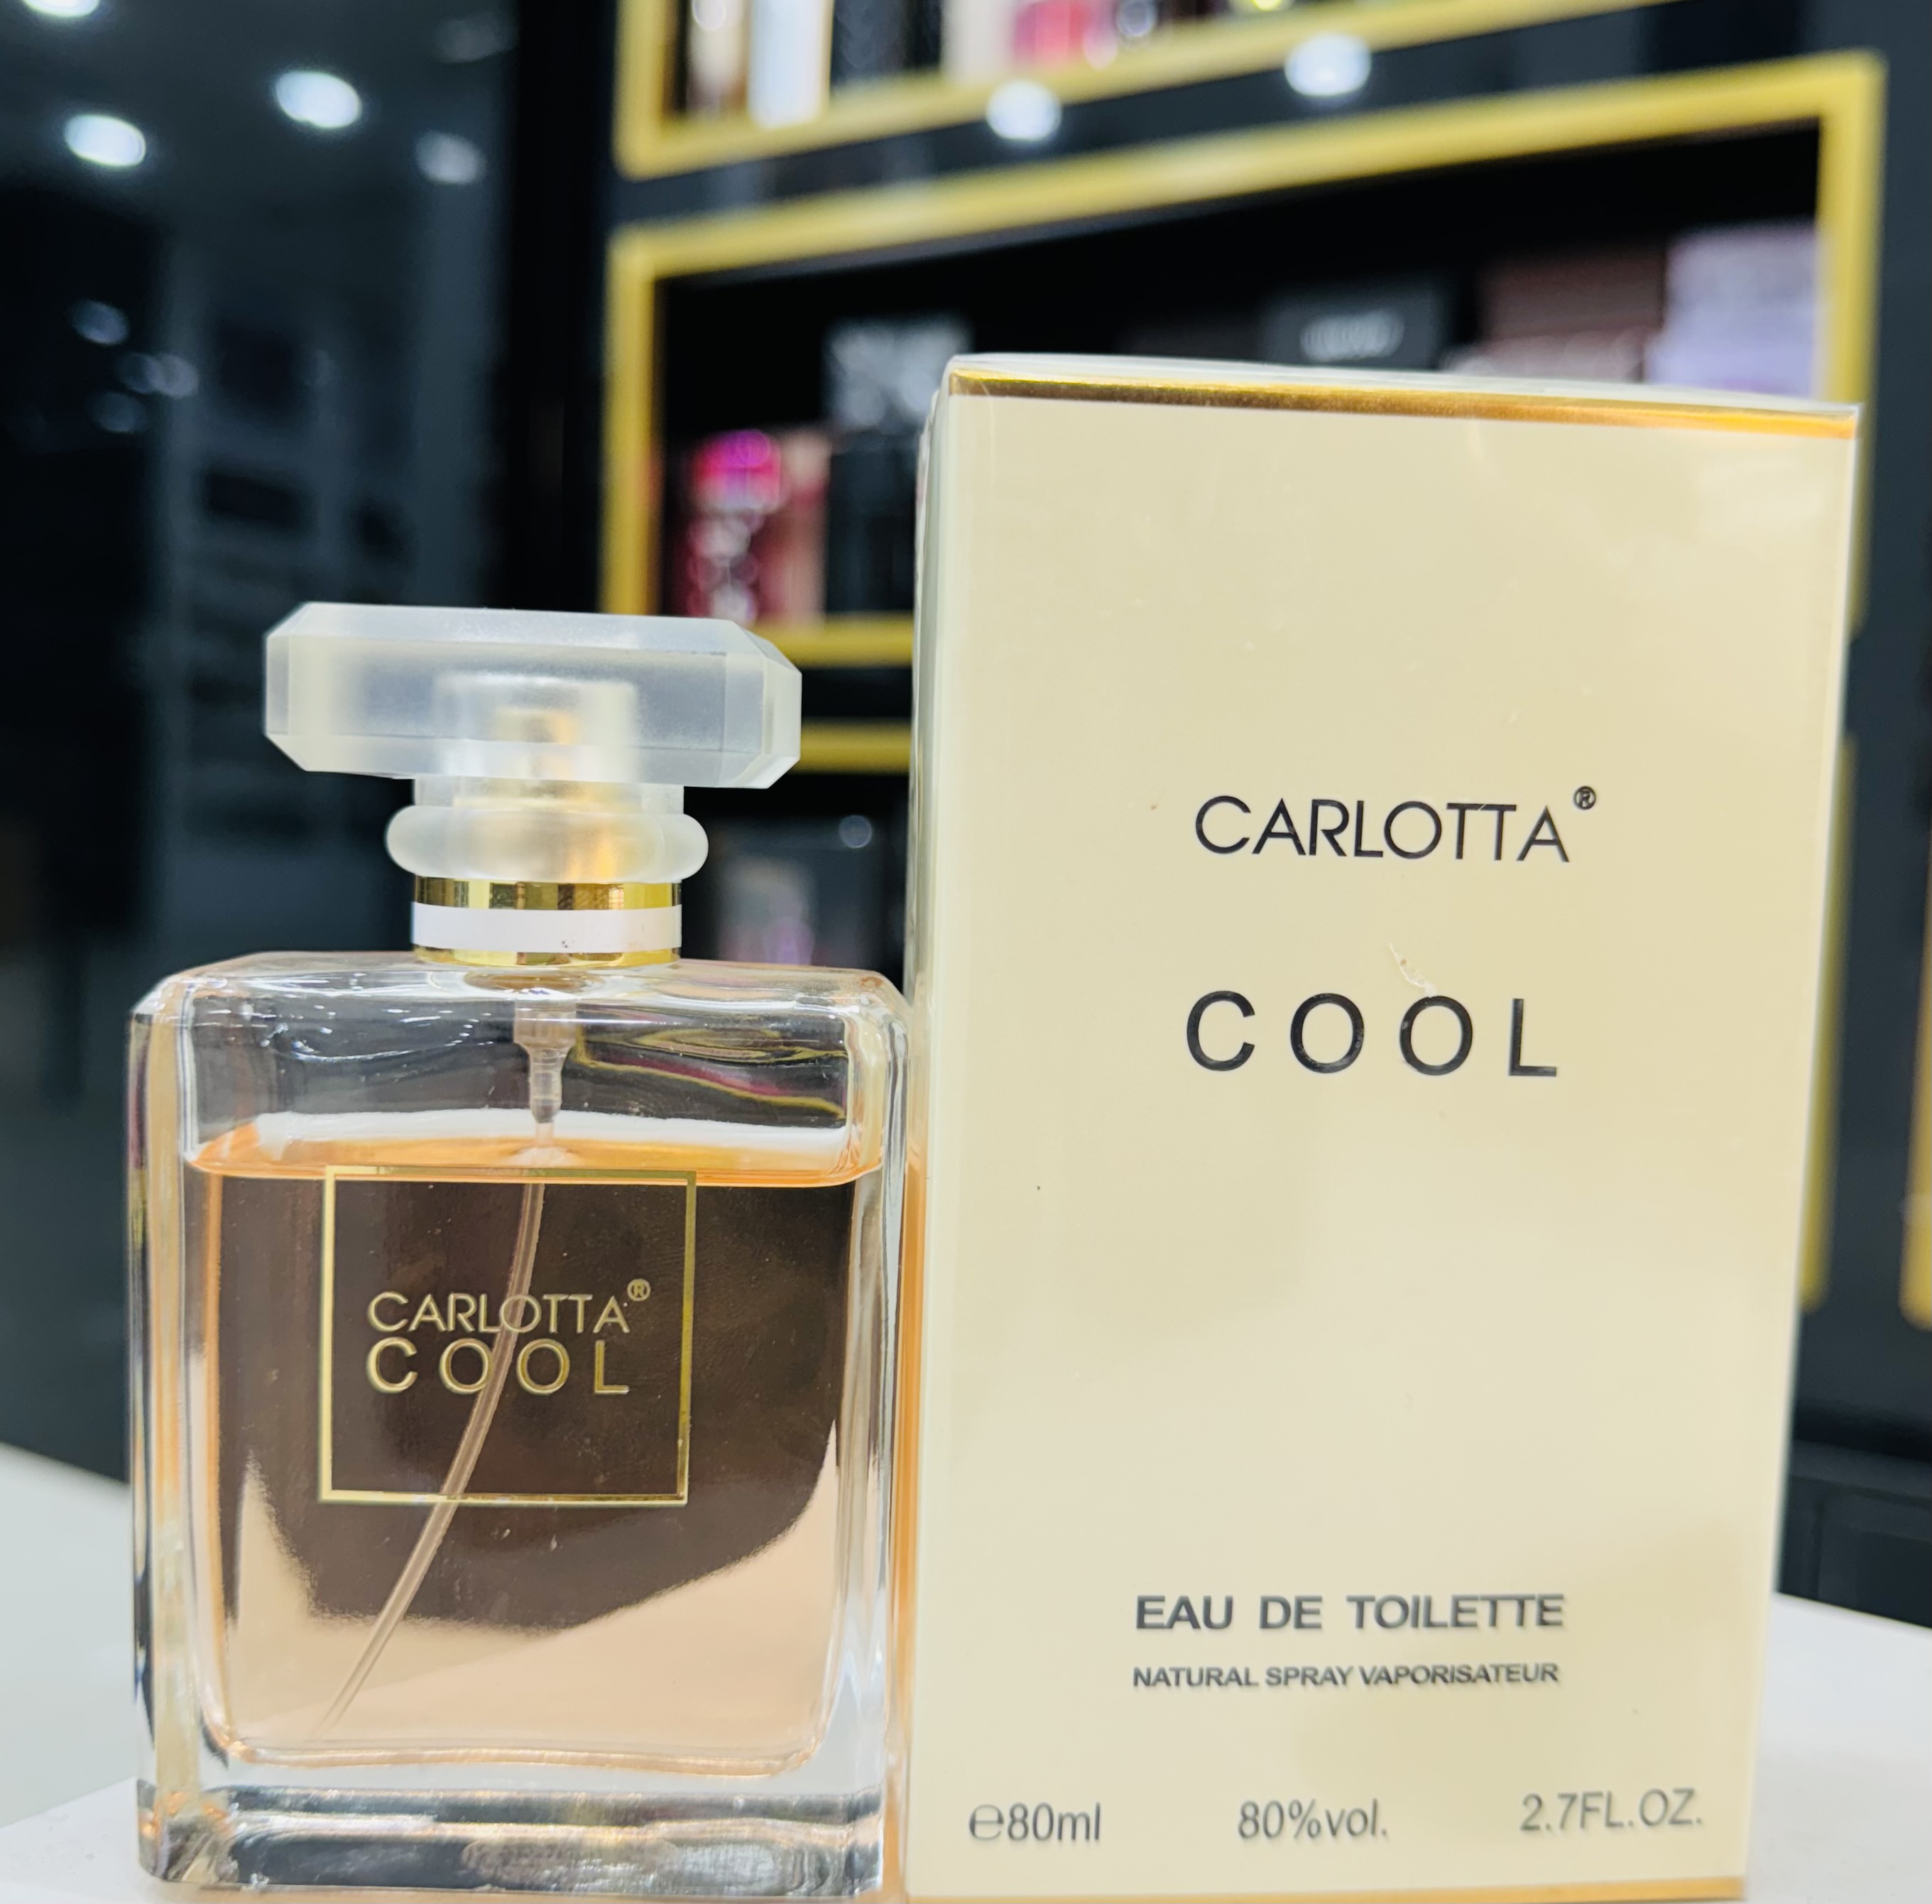 CARLOTTA®
COOL
CARLOTTA®
COOL
EAU DE TOILETTE
NATURAL SPRAY VAPORISATEUR
℮80ml 80%vol. 2.7FL.OZ.